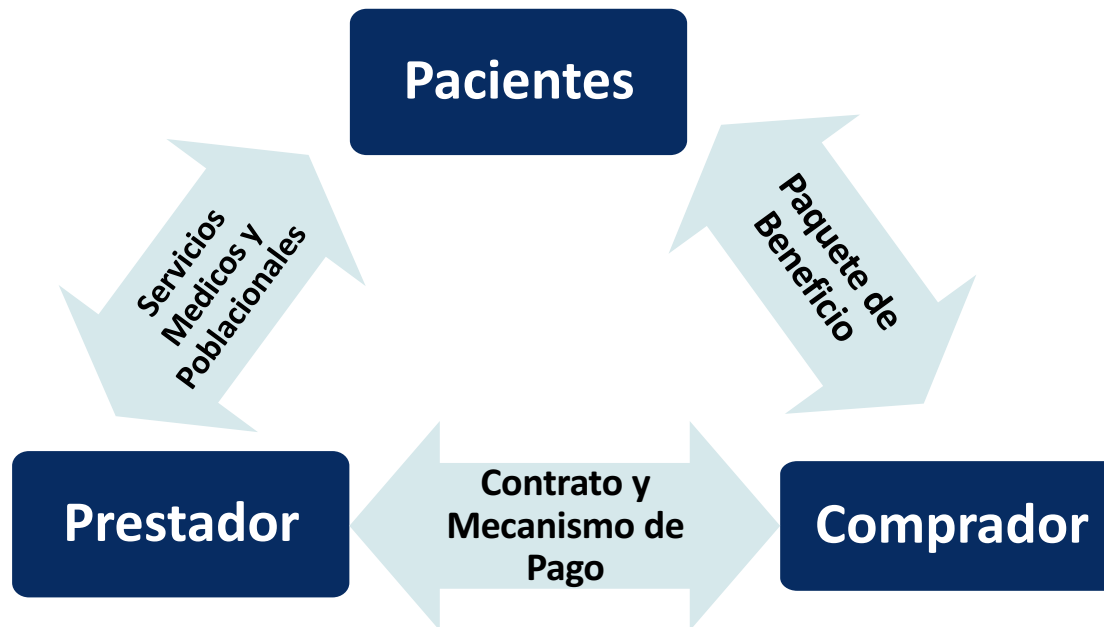 Pacientes
Servicios
Medicos y
Poblacionales
Paquete de
Beneficio
Prestador
Contrato y
Mecanismo de
Pago
Comprador